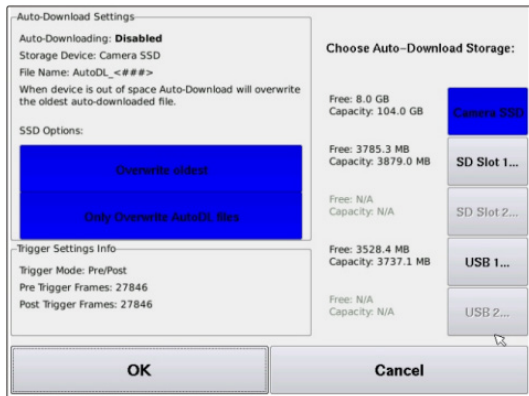 Auto-Download Settings
Auto-Downloading: Disabled
Storage Device: Camera SSD
File Name: AutoDL_<###>
When device is out of space Auto-Download will overwrite
the oldest auto-downloaded file.
SSD Options:
Overwrite oldest
Only Overwrite AutoDL files
Trigger Settings Info
Trigger Mode: Pre/Post
Pre Trigger Frames: 27846
Post Trigger Frames: 27846
Choose Auto-Download Storage:
Free: 8.0 GB
Capacity: 104.0 GB
Camera SSD
Free: 3785.3 MB
Capacity: 3879.0 MB
SD Slot 1...
Free: N/A
Capacity: N/A
SD Slot 2...
Free: 3528.4 MB
Capacity: 3737.1 MB
USB 1...
Free: N/A
Capacity: N/A
USB 2...
OK
Cancel